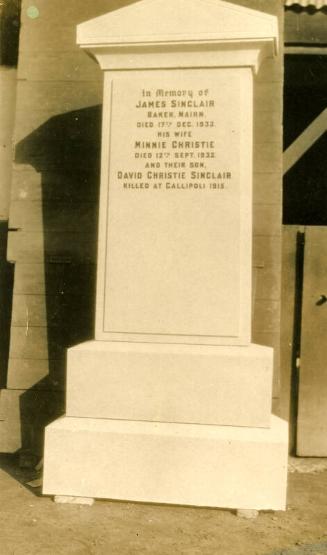 In Memory of
JAMES SINCLAIR
BAKER, NAIRN.
DIED 17TH DEC. 1933.
HIS WIFE
MINNIE CHRISTIE
DIED 12TH SEPT. 1932.
AND THEIR SON,
DAVID CHRISTIE SINCLAIR
KILLED AT GALLIPOLI 1915.